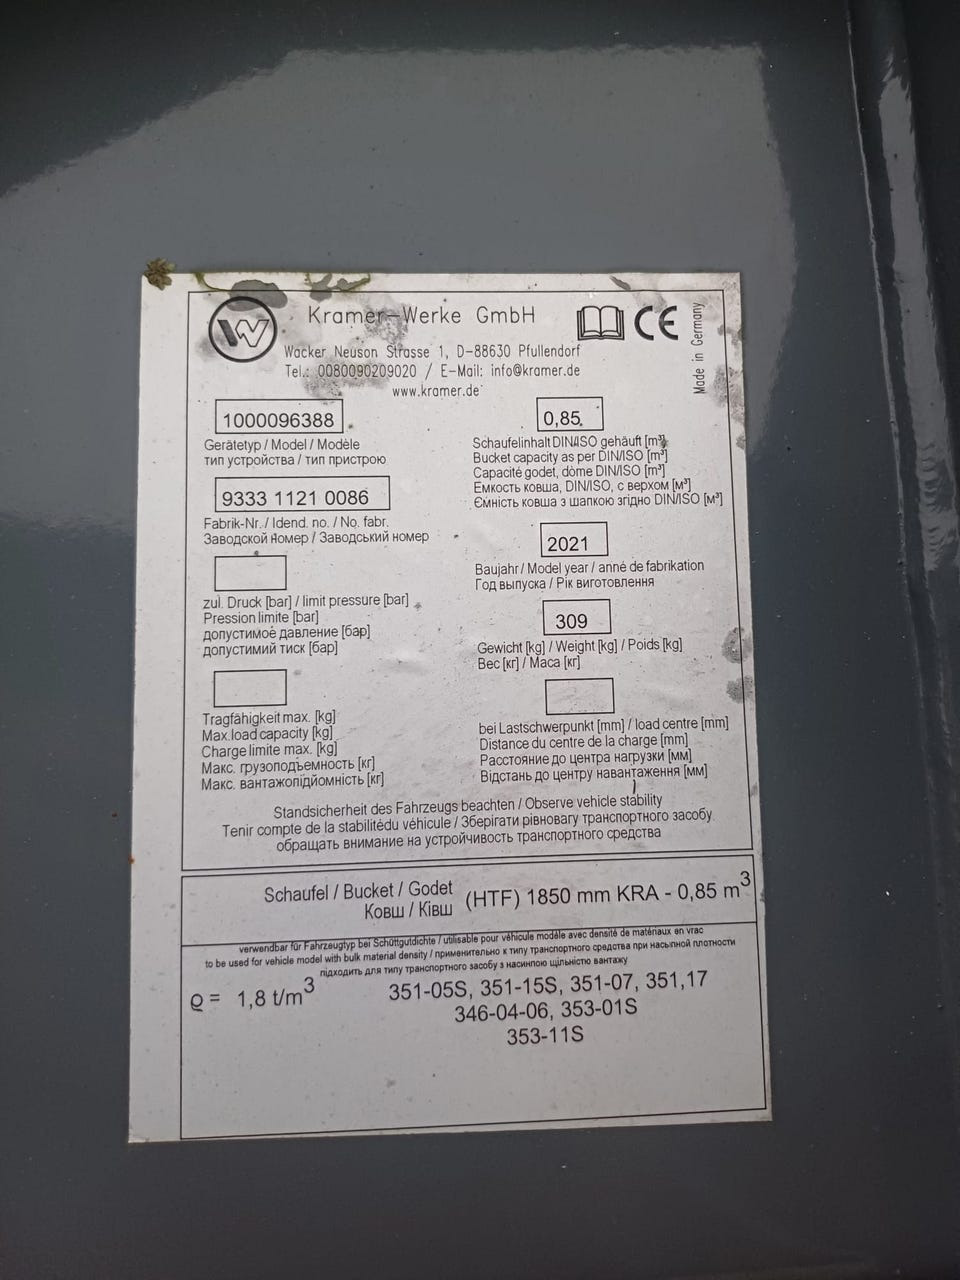 Kramer-Werke GmbH
Wacker Neuson Strasse 1, D-88630 Pfullendorf
Tel.: 0080090209020 / E-Mail: info@kramer.de
www.kramer.de
CE
Made in Germany
1000096388
Gerätetyp / Model / Modèle
тип устройства / тип пристрою
9333 1121 0086
Fabrik-Nr. / Idend. no. / No. fabr.
Заводской номер / Заводський номер
zul. Druck [bar] / limit pressure [bar]
Pression limite [bar]
допустимое давление [бар]
допустимий тиск [бар]
Tragfähigkeit max. [kg]
Max.load capacity [kg]
Charge limite max. [kg]
Макс. грузоподъемность [кг]
Макс. вантажопідйомність [кг]
0,85
Schaufelinhalt DIN/ISO gehäuft [m³]
Bucket capacity as per DIN/ISO [m³]
Capacité godet, dôme DIN/ISO [m³]
Емкость ковша, DIN/ISO, с верхом [м³]
Ємність ковша з шапкою згідно DIN/ISO [м³]
2021
Baujahr / Model year / anné de fabrikation
Год выпуска / Рік виготовлення
309
Gewicht [kg] / Weight [kg] / Poids [kg]
Вес [кг] / Маса [кг]
bei Lastschwerpunkt [mm] / load centre [mm]
Distance du centre de la charge [mm]
Расстояние до центра нагрузки [мм]
Відстань до центру навантаження [мм]
Standsicherheit des Fahrzeugs beachten / Observe vehicle stability
Tenir compte de la stabilitédu véhicule / Зберігати рівновагу транспортного засобу
обращать внимание на устройчивость транспортного средства
Schaufel / Bucket / Godet
Ковш / Ківш
(HTF) 1850 mm KRA - 0,85 m³
verwendbar für Fahrzeugtyp bei Schüttgutdichte / utilisable pour véhicule modèle avec densité de matériaux en vrac
to be used for vehicle model with bulk material density / применительно к типу транспортного средства при насыпной плотности
підходить для типу транспортного засобу з насипною щільністю вантажу
ϱ = 1,8 t/m³
351-05S, 351-15S, 351-07, 351,17
346-04-06, 353-01S
353-11S